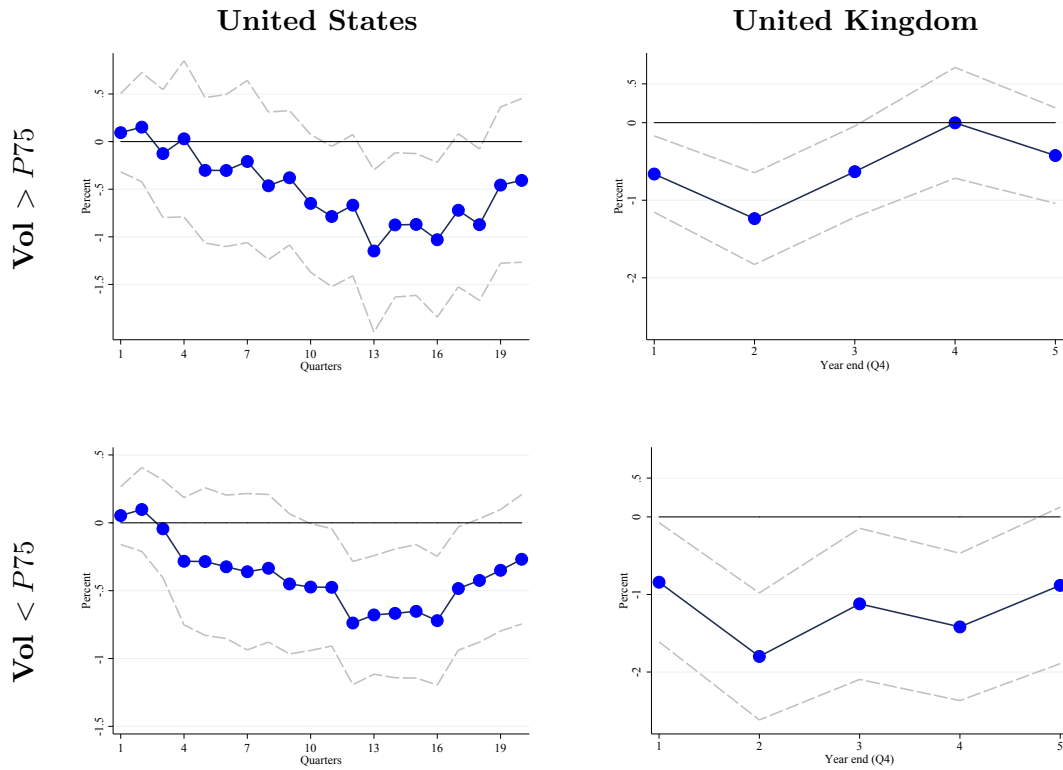 United States
United Kingdom
Vol > P75
Percent
.5
0
-.5
-1
-1.5
1 4 7 10 13 16 19
Quarters
Percent
.5
0
-1
-2
1 2 3 4 5
Year end (Q4)
Vol < P75
Percent
.5
0
-.5
-1
-1.5
1 4 7 10 13 16 19
Quarters
Percent
.5
0
-1
-2
1 2 3 4 5
Year end (Q4)